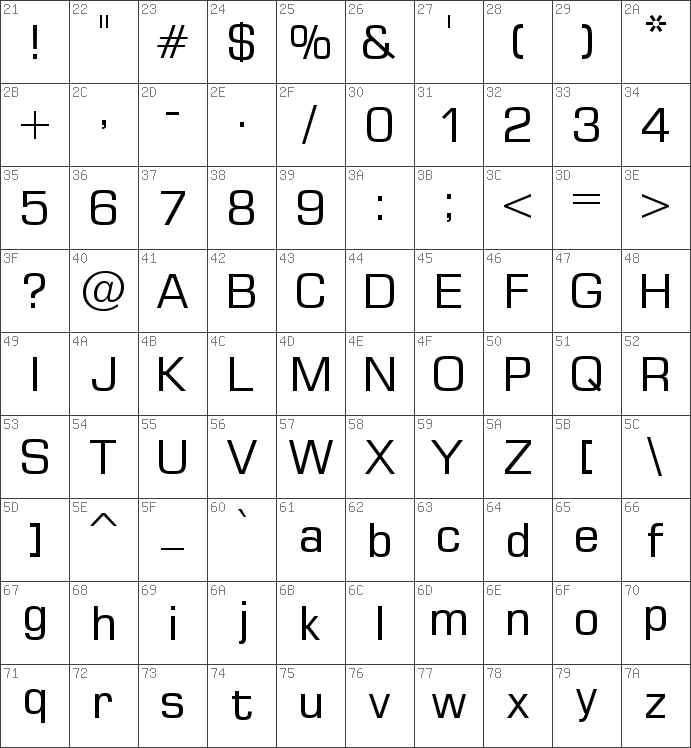 21 22 23 24 25 26 27 28 29 2A
! " # $ % & ' ( ) *
2B 2C 2D 2E 2F 30 31 32 33 34
+ , - . / 0 1 2 3 4
35 36 37 38 39 3A 3B 3C 3D 3E
5 6 7 8 9 : ; < = >
3F 40 41 42 43 44 45 46 47 48
? @ A B C D E F G H
49 4A 4B 4C 4D 4E 4F 50 51 52
I J K L M N O P Q R
53 54 55 56 57 58 59 5A 5B 5C
S T U V W X Y Z [ \
5D 5E 5F 60 61 62 63 64 65 66
] ^ _ ` a b c d e f
67 68 69 6A 6B 6C 6D 6E 6F 70
g h i j k l m n o p
71 72 73 74 75 76 77 78 79 7A
q r s t u v w x y z